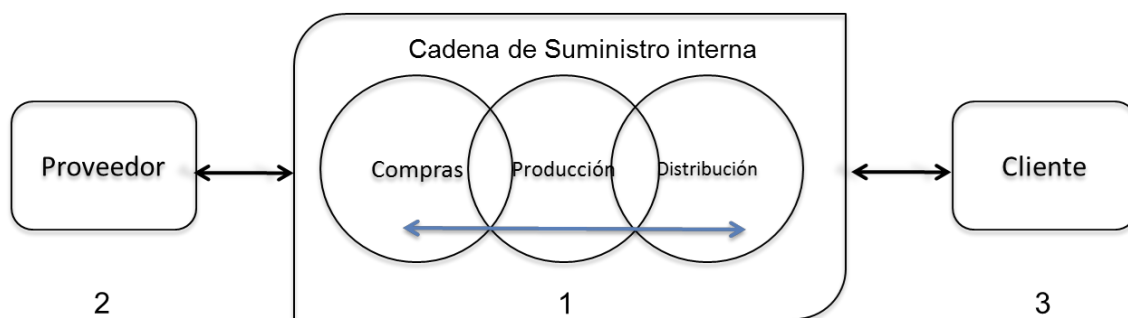 Cadena de Suministro interna
Proveedor
Compras
Producción
Distribución
Cliente
2
1
3